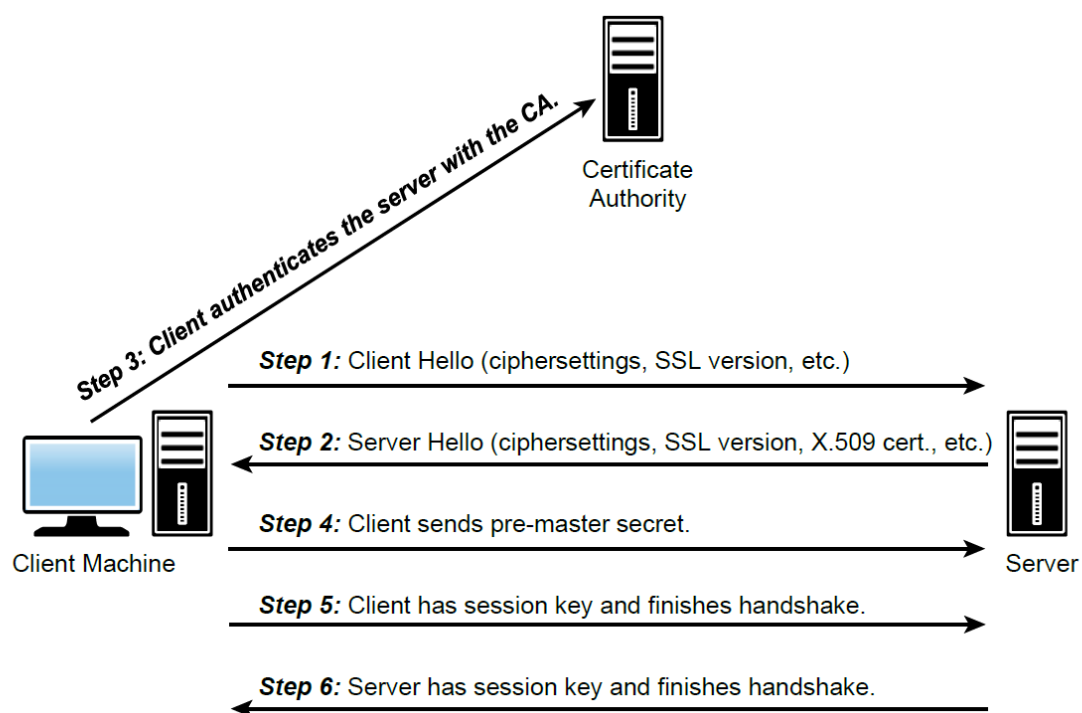 Certificate
Authority
Step 3: Client authenticates the server with the CA.
Step 1: Client Hello (ciphersettings, SSL version, etc.)
Step 2: Server Hello (ciphersettings, SSL version, X.509 cert., etc.)
Step 4: Client sends pre-master secret.
Client Machine
Server
Step 5: Client has session key and finishes handshake.
Step 6: Server has session key and finishes handshake.